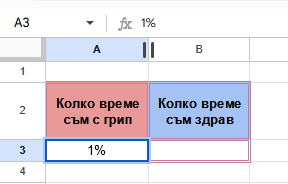 A3 fx 1%
A B
1
2
Колко време Колко време
съм с грип съм здрав
3 1%
4